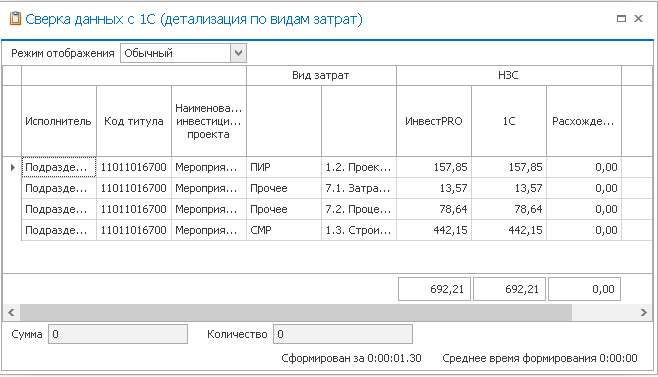 Сверка данных с 1С (детализация по видам затрат)
Режим отображения Обычный
Вид затрат НЗС
Исполнитель Код титула Наименова... инвестици... проекта ИнвестPRO 1С Расхожде...
Подразде... 11011016700 Мероприя... ПИР 1.2. Проек... 157,85 157,85 0,00
Подразде... 11011016700 Мероприя... Прочее 7.1. Затра... 13,57 13,57 0,00
Подразде... 11011016700 Мероприя... Прочее 7.2. Проце... 78,64 78,64 0,00
Подразде... 11011016700 Мероприя... СМР 1.3. Строи... 442,15 442,15 0,00
692,21 692,21 0,00
Сумма 0 Количество 0
Сформирован за 0:00:01.30 Среднее время формирования 0:00:00